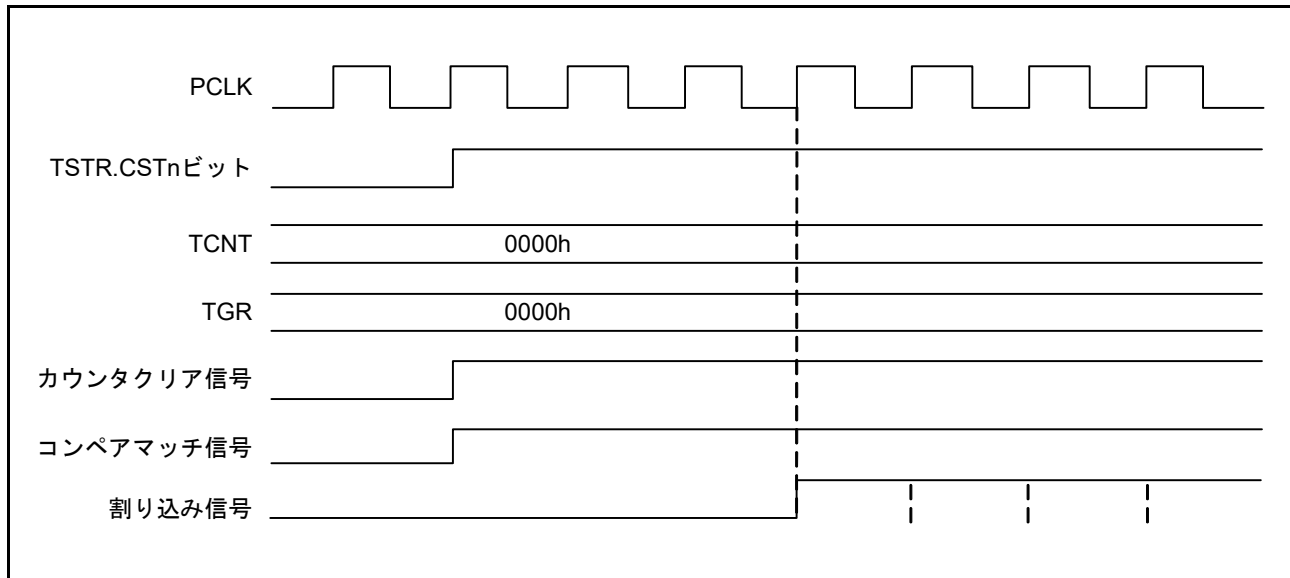 PCLK
TSTR.CSTnビット
TCNT 0000h
TGR 0000h
カウンタクリア信号
コンペアマッチ信号
割り込み信号